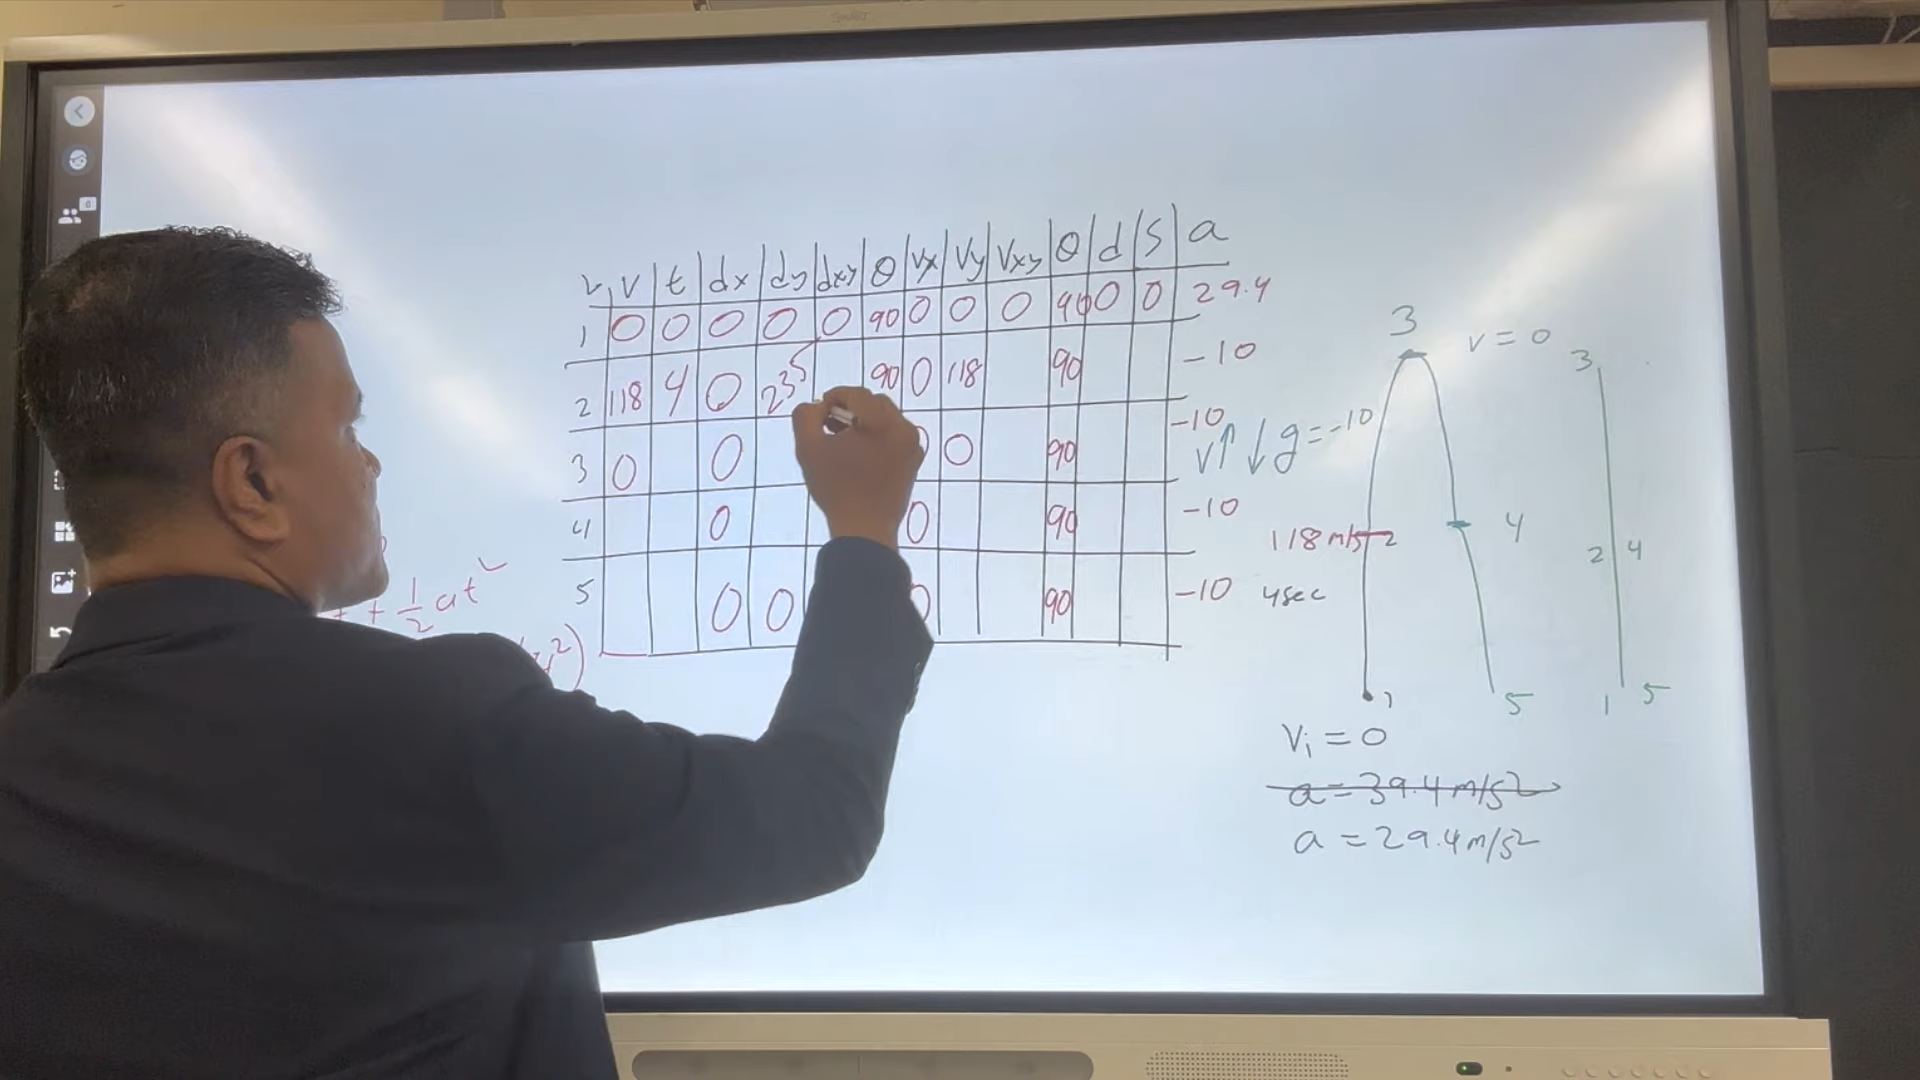 v t dx dy dxy θ vx vy vxy θ d s a
1 0 0 0 0 0 90 0 0 0 90 0 0 29.4
2 118 4 0 235 90 0 118 90 -10
-10
3 0 0 0 90
v↑ ↓g=-10
4 0 0 90 -10
5 0 0 0 90 -10
+ 1/2 at²
3 v = 0
118 m/s 2
4 sec
4
1
5
3
2 4
1 5
Vi = 0
a = 39.4 m/s²
a = 29.4 m/s²